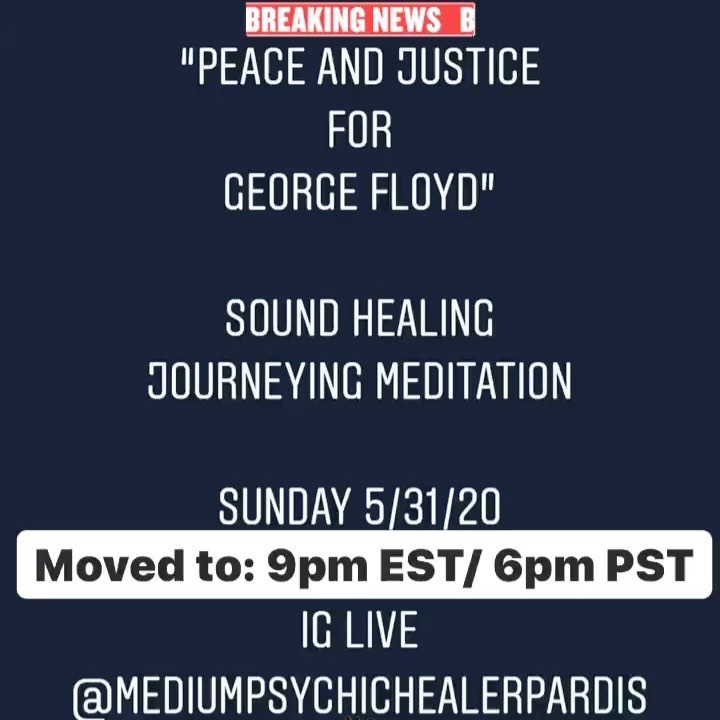 BREAKING NEWS B
"PEACE AND JUSTICE
FOR
GEORGE FLOYD"
SOUND HEALING
JOURNEYING MEDITATION
SUNDAY 5/31/20
Moved to: 9pm EST/ 6pm PST
IG LIVE
@MEDIUMPSYCHICHEALERPARDIS